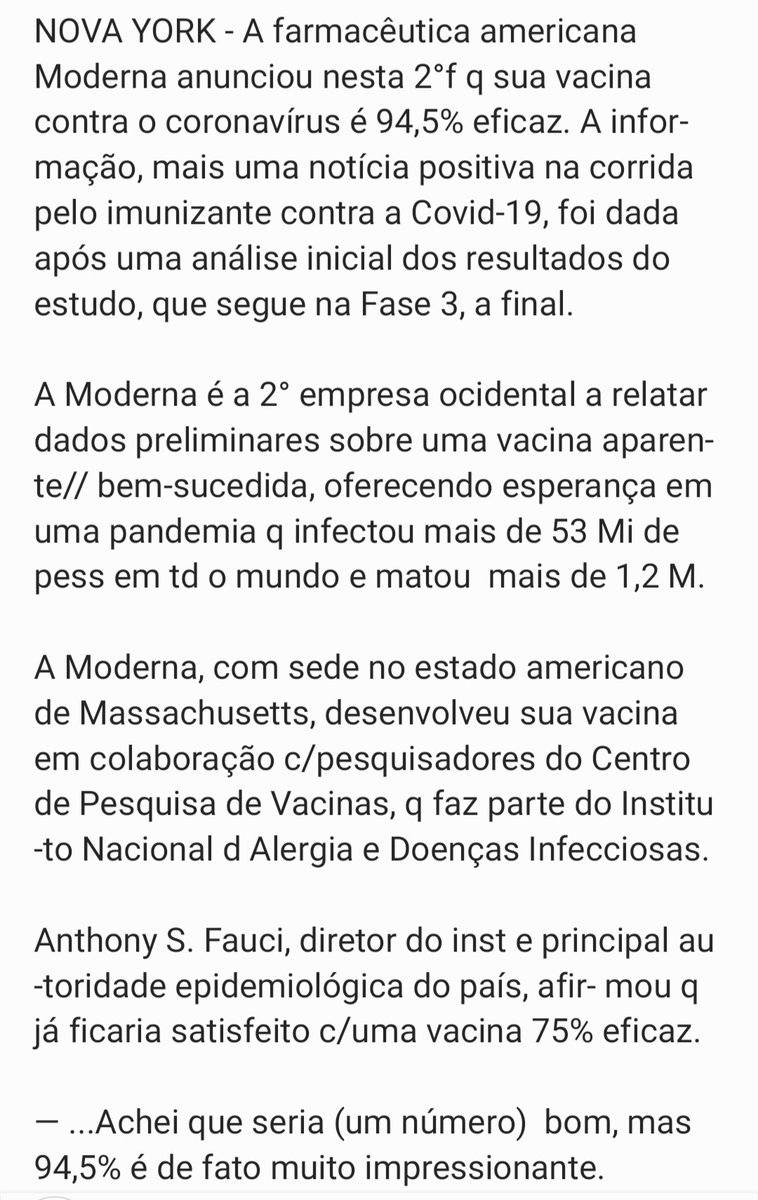 NOVA YORK - A farmacêutica americana
Moderna anunciou nesta 2°f q sua vacina
contra o coronavírus é 94,5% eficaz. A infor-
mação, mais uma notícia positiva na corrida
pelo imunizante contra a Covid-19, foi dada
após uma análise inicial dos resultados do
estudo, que segue na Fase 3, a final.

A Moderna é a 2° empresa ocidental a relatar
dados preliminares sobre uma vacina aparen-
te// bem-sucedida, oferecendo esperança em
uma pandemia q infectou mais de 53 Mi de
pess em td o mundo e matou  mais de 1,2 M.

A Moderna, com sede no estado americano
de Massachusetts, desenvolveu sua vacina
em colaboração c/pesquisadores do Centro
de Pesquisa de Vacinas, q faz parte do Institu
-to Nacional d Alergia e Doenças Infecciosas.

Anthony S. Fauci, diretor do inst e principal au
-toridade epidemiológica do país, afir- mou q
já ficaria satisfeito c/uma vacina 75% eficaz.

— ...Achei que seria (um número)  bom, mas
94,5% é de fato muito impressionante.